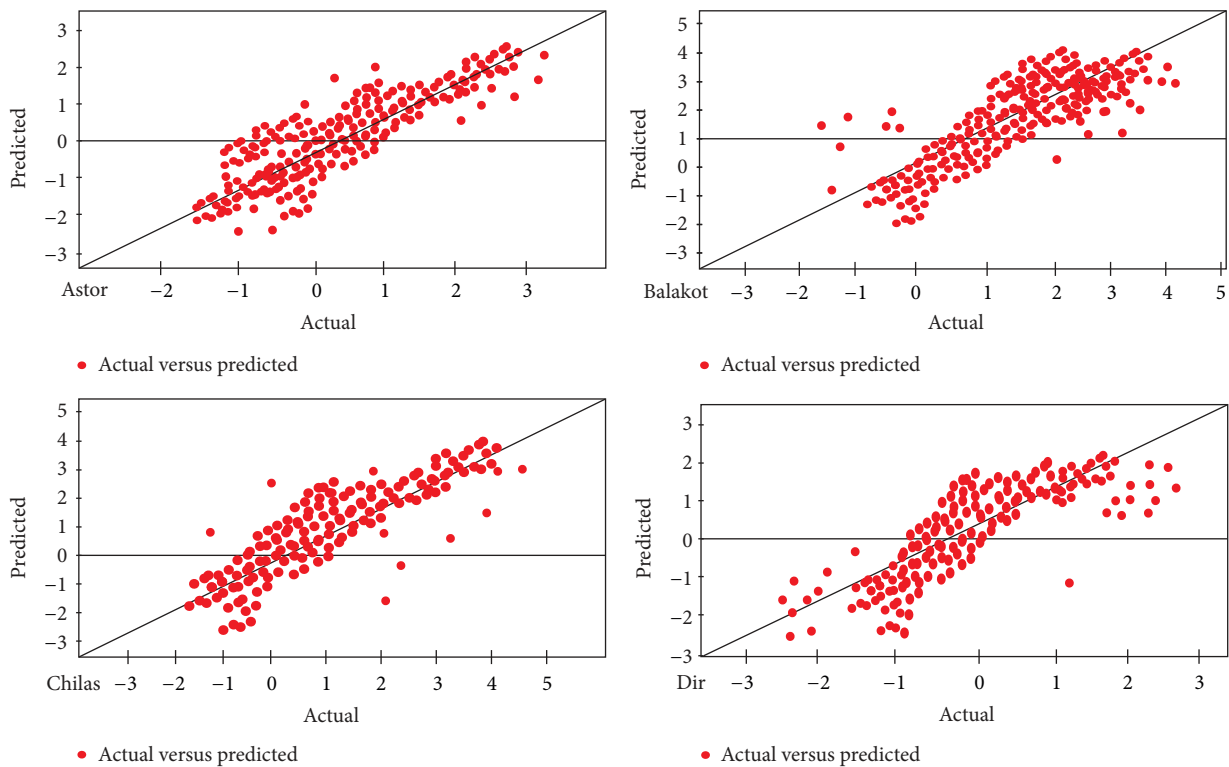 3
2
1
0
−1
−2
−3
Predicted
Astor −2 −1 0 1 2 3
Actual
Actual versus predicted
5
4
3
2
1
0
−1
−2
−3
Predicted
Balakot −3 −2 −1 0 1 2 3 4 5
Actual
Actual versus predicted
5
4
3
2
1
0
−1
−2
−3
Predicted
Chilas −3 −2 −1 0 1 2 3 4 5
Actual
Actual versus predicted
3
2
1
0
−1
−2
−3
Predicted
Dir −3 −2 −1 0 1 2 3
Actual
Actual versus predicted